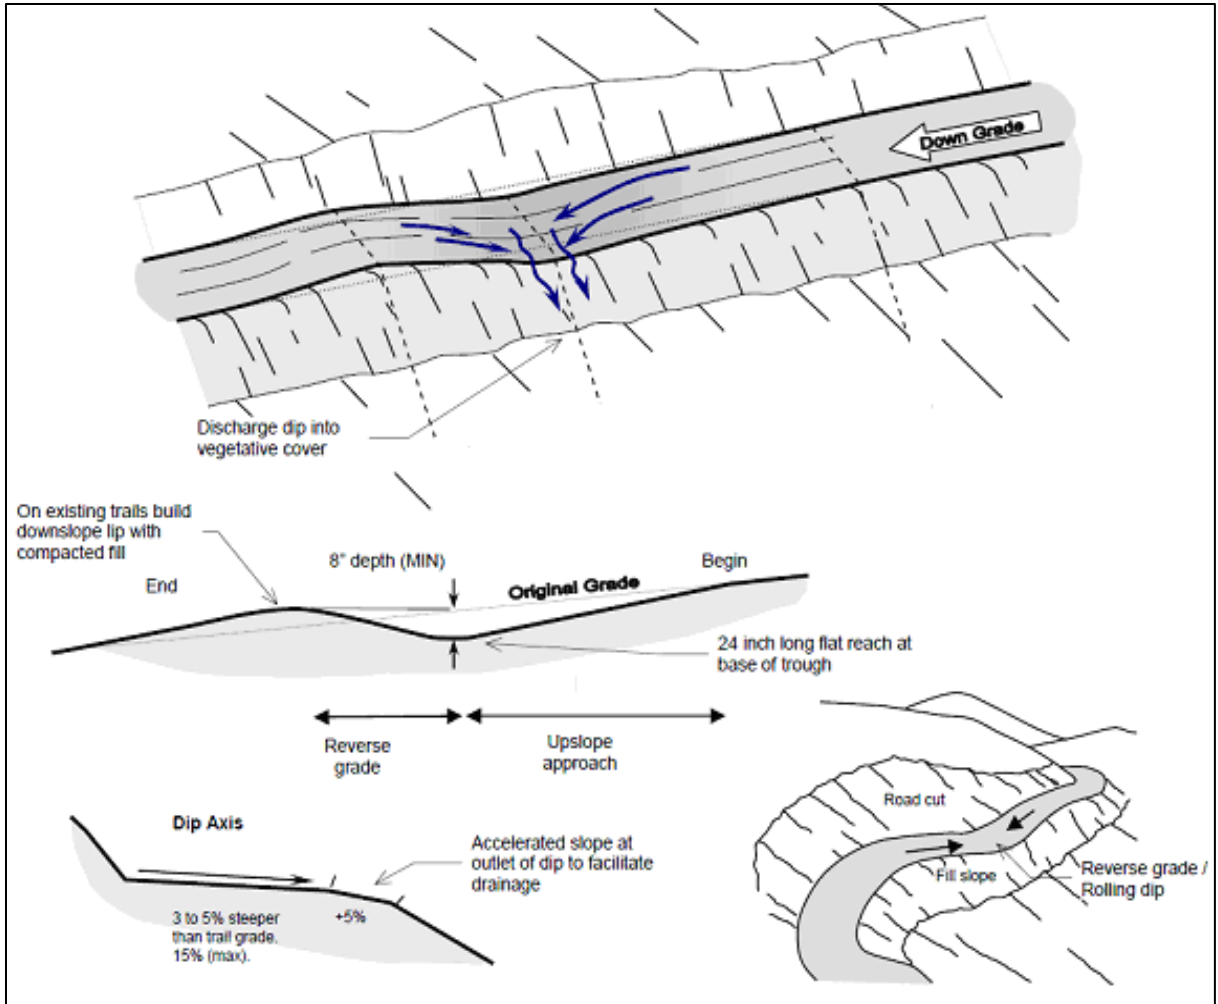 Down Grade
Discharge dip into
vegetative cover
On existing trails build
downslope lip with
compacted fill
8" depth (MIN)
Begin
End
Original Grade
24 inch long flat reach at
base of trough
Reverse
grade
Upslope
approach
Dip Axis
Accelerated slope at
outlet of dip to facilitate
drainage
3 to 5% steeper
than trail grade.
15% (max).
+5%
Road cut
Fill slope
Reverse grade /
Rolling dip